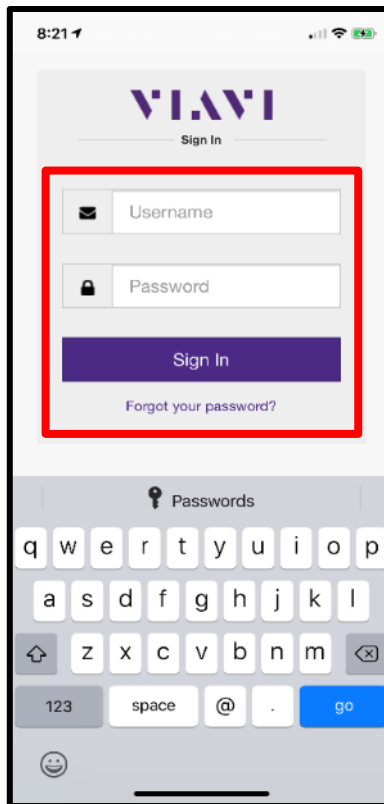 8:21
VIAVI
Sign In
Username
Password
Sign In
Forgot your password?
Passwords
q w e r t y u i o p
a s d f g h j k l
z x c v b n m
123 space @ . go